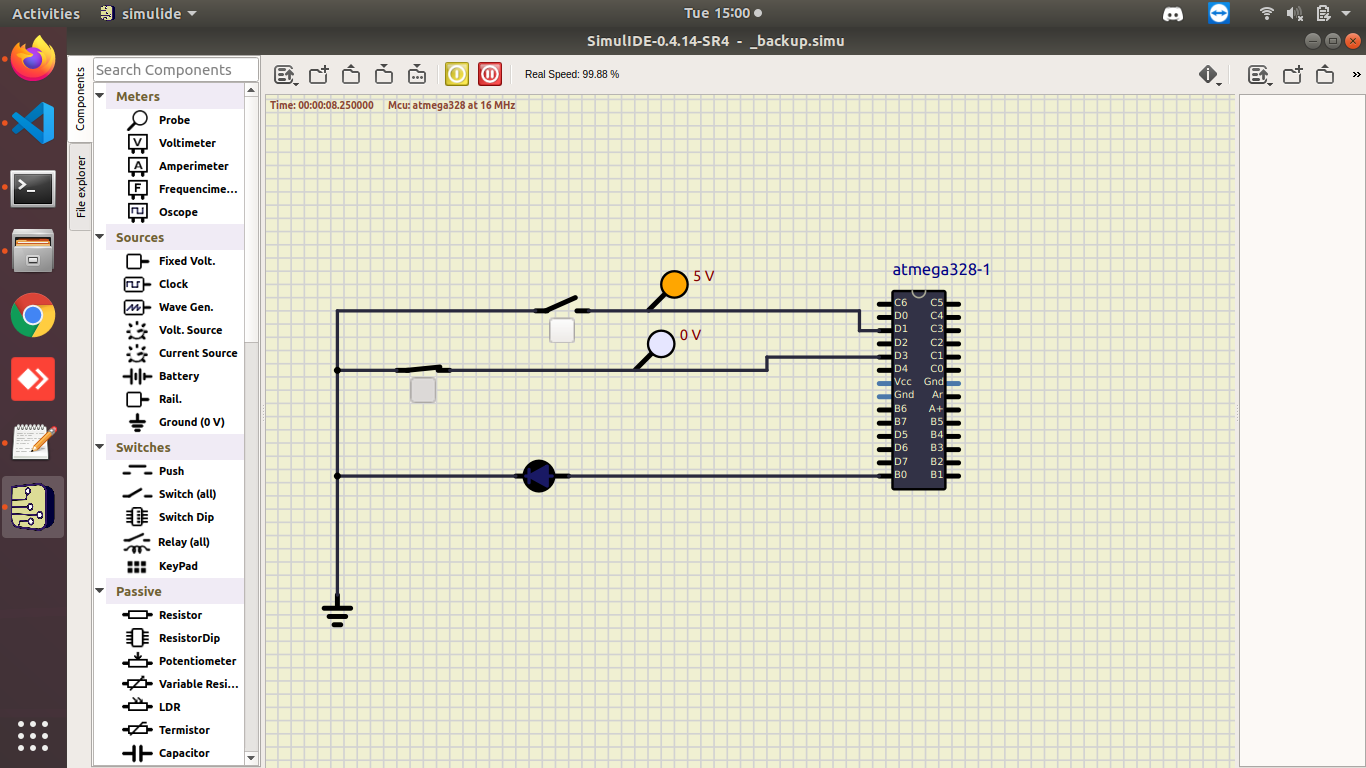 Activities
simulide
Tue 15:00
SimulIDE-0.4.14-SR4 - _backup.simu
Components
File explorer
Search Components
Meters
Probe
Voltimeter
Amperimeter
Frequencime...
Oscope
Sources
Fixed Volt.
Clock
Wave Gen.
Volt. Source
Current Source
Battery
Rail.
Ground (0 V)
Switches
Push
Switch (all)
Switch Dip
Relay (all)
KeyPad
Passive
Resistor
ResistorDip
Potentiometer
Variable Resi...
LDR
Termistor
Capacitor
Real Speed: 99.88 %
»
Time: 00:00:08.250000 Mcu: atmega328 at 16 MHz
5 V
0 V
atmega328-1
C6 C5
D0 C4
D1 C3
D2 C2
D3 C1
D4 C0
Vcc Gnd
Gnd Ar
B6 A+
B7 B5
D5 B4
D6 B3
D7 B2
B0 B1